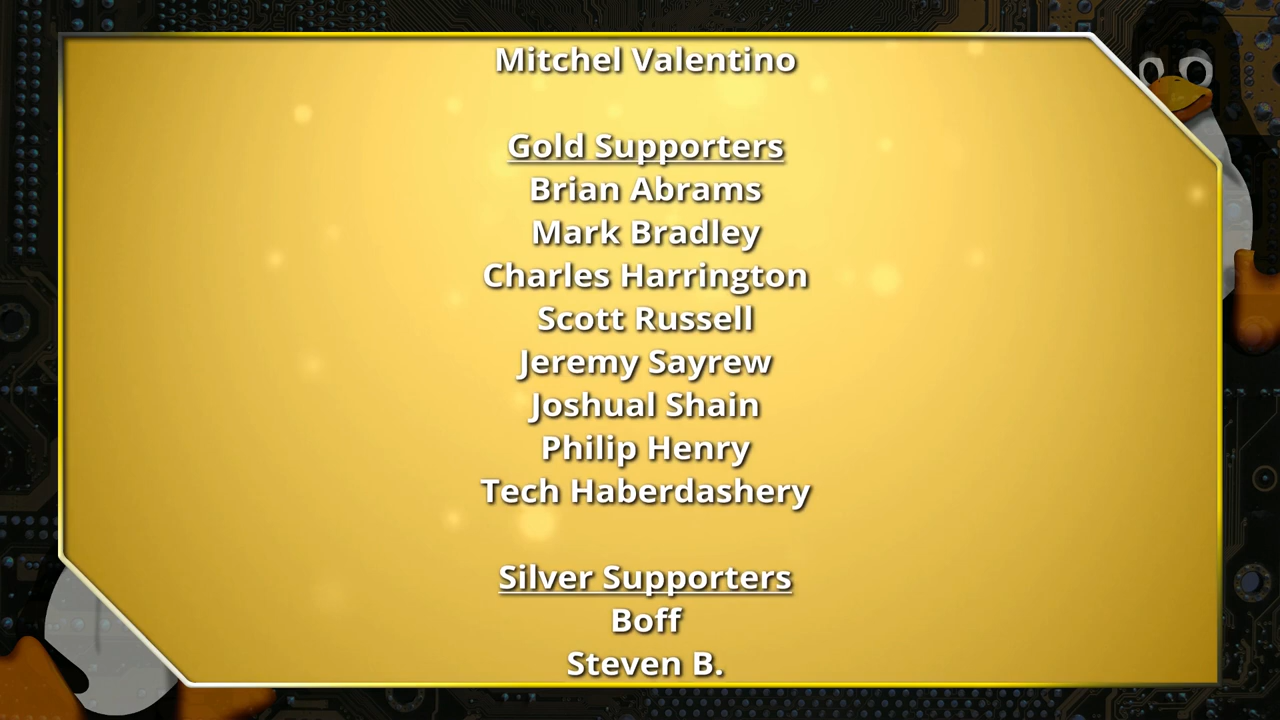 Mitchel Valentino
Gold Supporters
Brian Abrams
Mark Bradley
Charles Harrington
Scott Russell
Jeremy Sayrew
Joshual Shain
Philip Henry
Tech Haberdashery
Silver Supporters
Boff
Steven B.